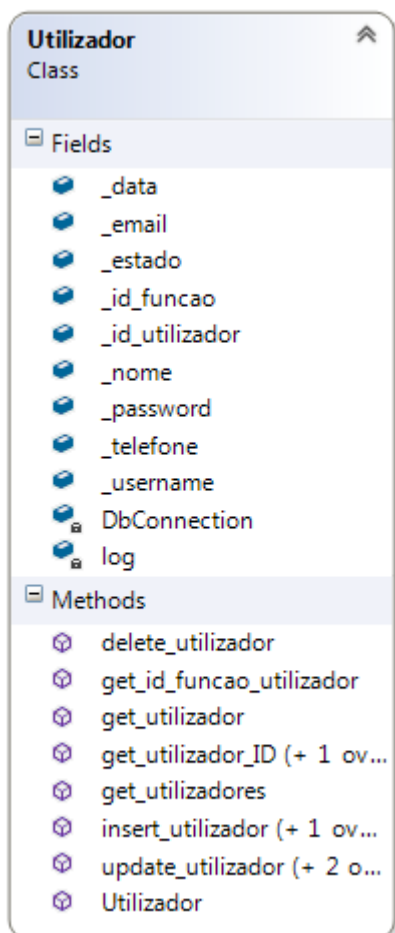 Utilizador
Class
Fields
_data
_email
_estado
_id_funcao
_id_utilizador
_nome
_password
_telefone
_username
DbConnection
log
Methods
delete_utilizador
get_id_funcao_utilizador
get_utilizador
get_utilizador_ID (+ 1 ov...
get_utilizadores
insert_utilizador (+ 1 ov...
update_utilizador (+ 2 o...
Utilizador